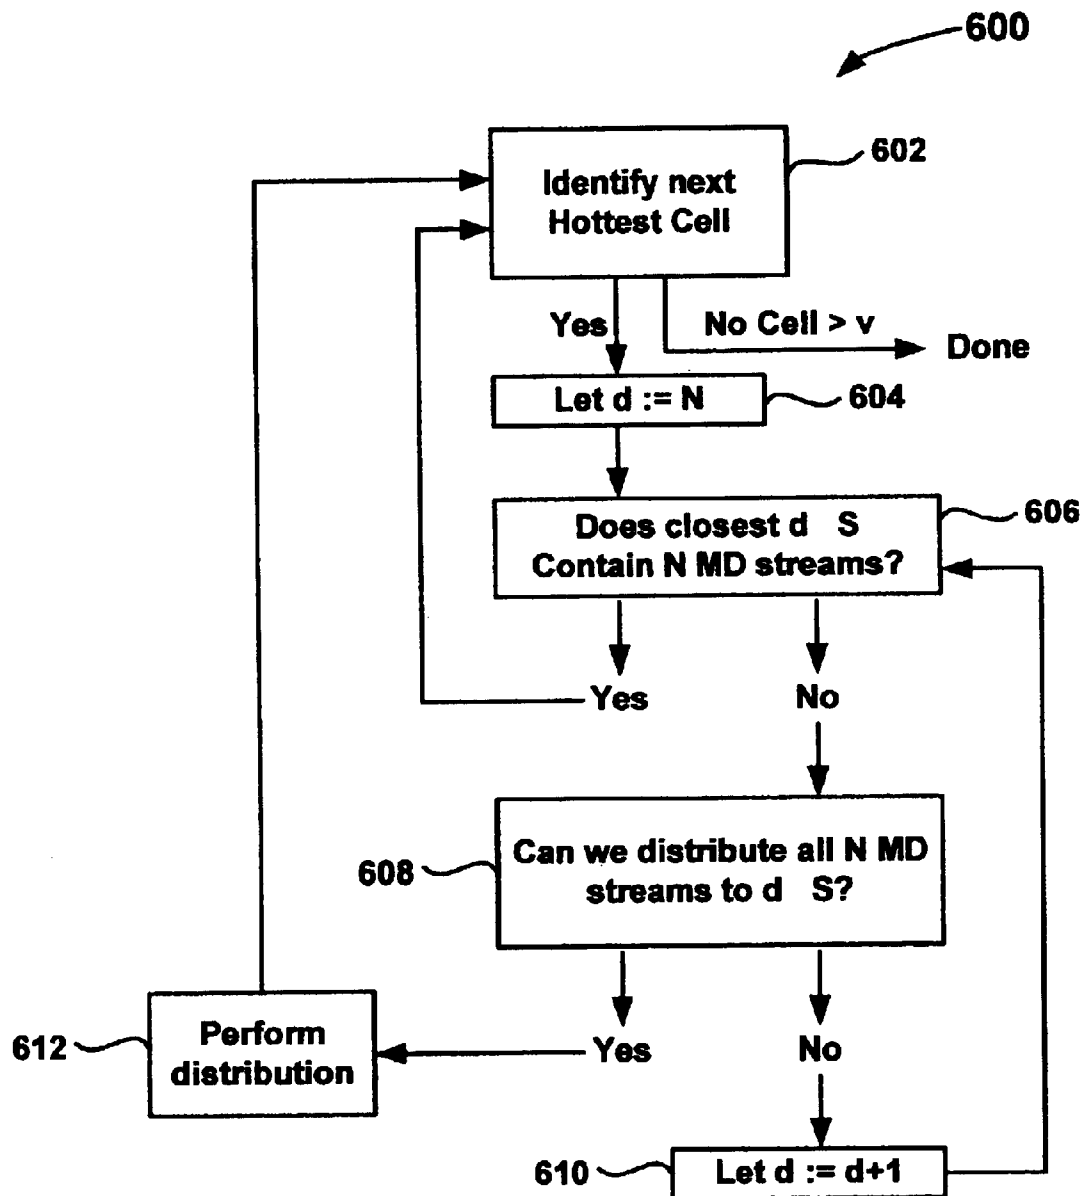 600
602
Identify next
Hottest Cell
Yes
No Cell > v
Done
Let d := N
604
Does closest d S
Contain N MD streams?
606
Yes
No
608
Can we distribute all N MD
streams to d S?
612
Perform
distribution
Yes
No
610
Let d := d+1